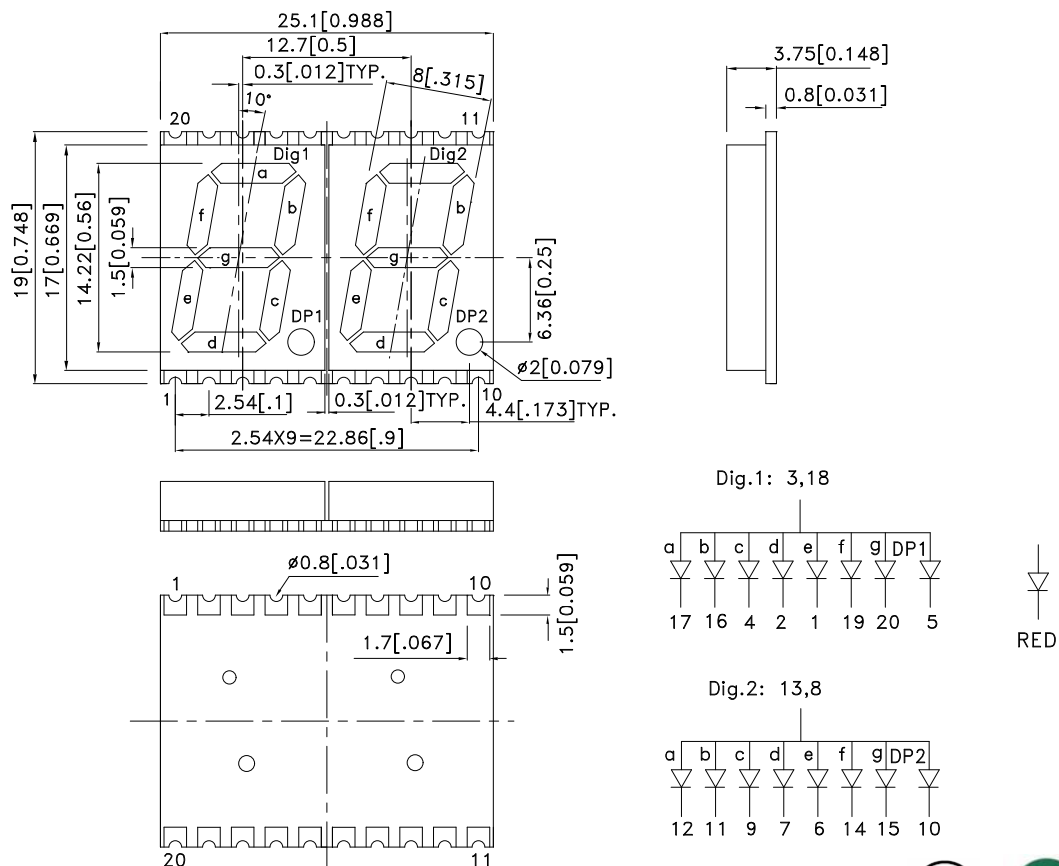 25.1[0.988]
12.7[0.5]
0.3[.012]TYP.
8[.315]
10°
20
11
Dig1
Dig2
a
b
f
g
e
c
d
DP1
f
b
g
e
c
d
DP2
19[0.748]
17[0.669]
14.22[0.56]
1.5[0.059]
6.36[0.25]
ø2[0.079]
1
10
2.54[.1]
0.3[.012]TYP.
4.4[.173]TYP.
2.54X9=22.86[.9]
3.75[0.148]
0.8[0.031]
ø0.8[.031]
1
10
1.7[.067]
1.5[0.059]
20
11
Dig.1: 3,18
a b c d e f g DP1
17 16 4 2 1 19 20 5
RED
Dig.2: 13,8
a b c d e f g DP2
12 11 9 7 6 14 15 10